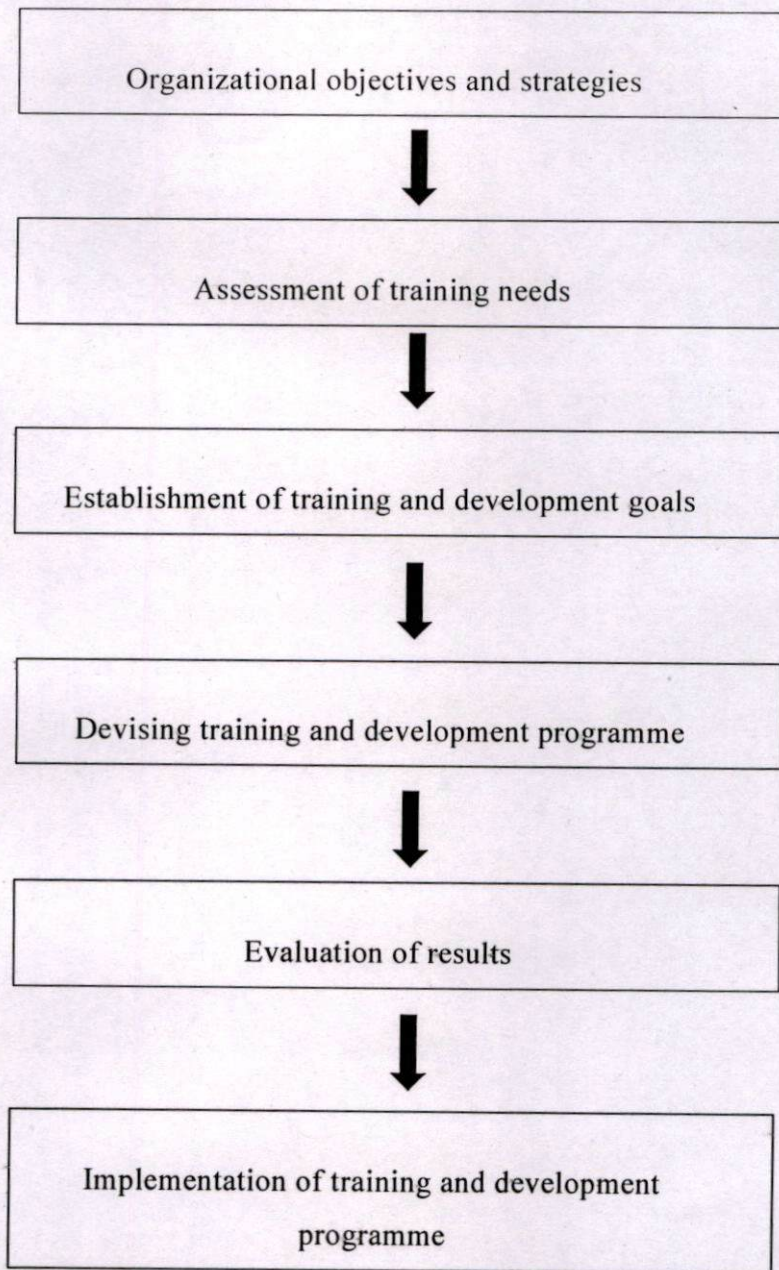 Organizational objectives and strategies
Assessment of training needs
Establishment of training and development goals
Devising training and development programme
Evaluation of results
Implementation of training and development
programme